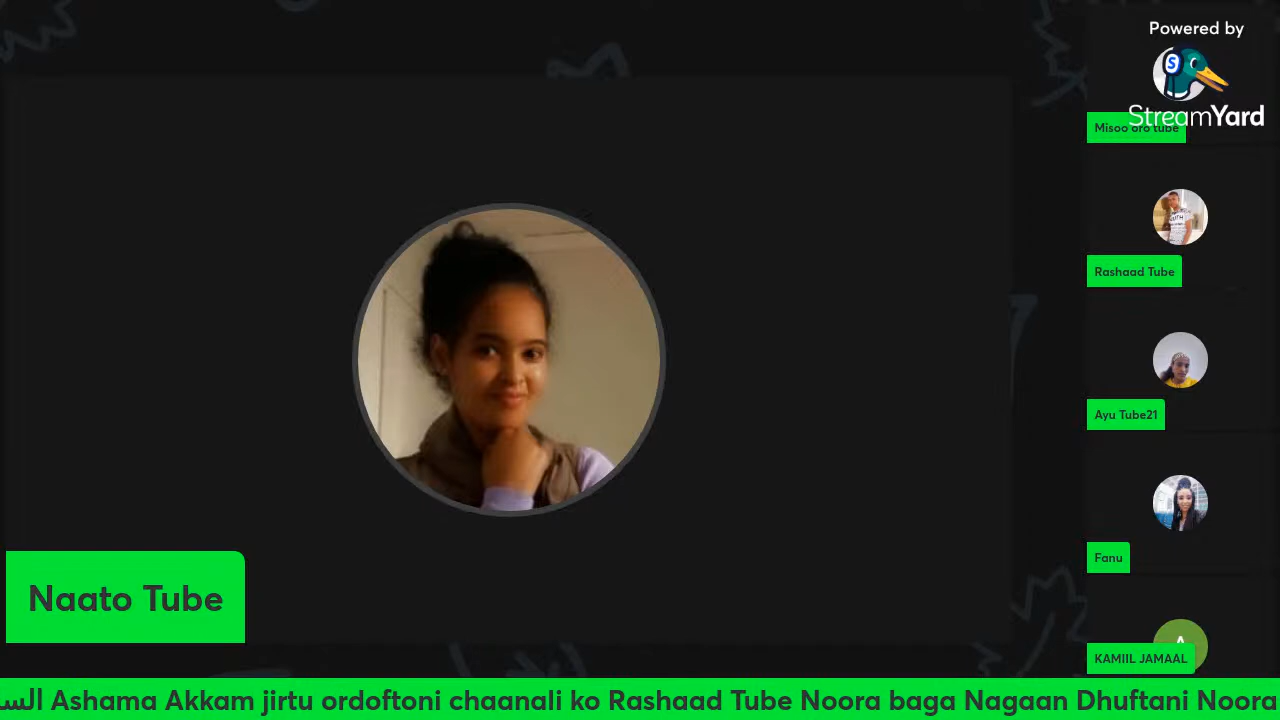 Powered by
StreamYard
Misoo oro tube
Rashaad Tube
Ayu Tube21
Fanu
KAMIIL JAMAAL
Naato Tube
Ashama Akkam jirtu ordoftoni chaanali ko Rashaad Tube Noora baga Nagaan Dhuftani Noora